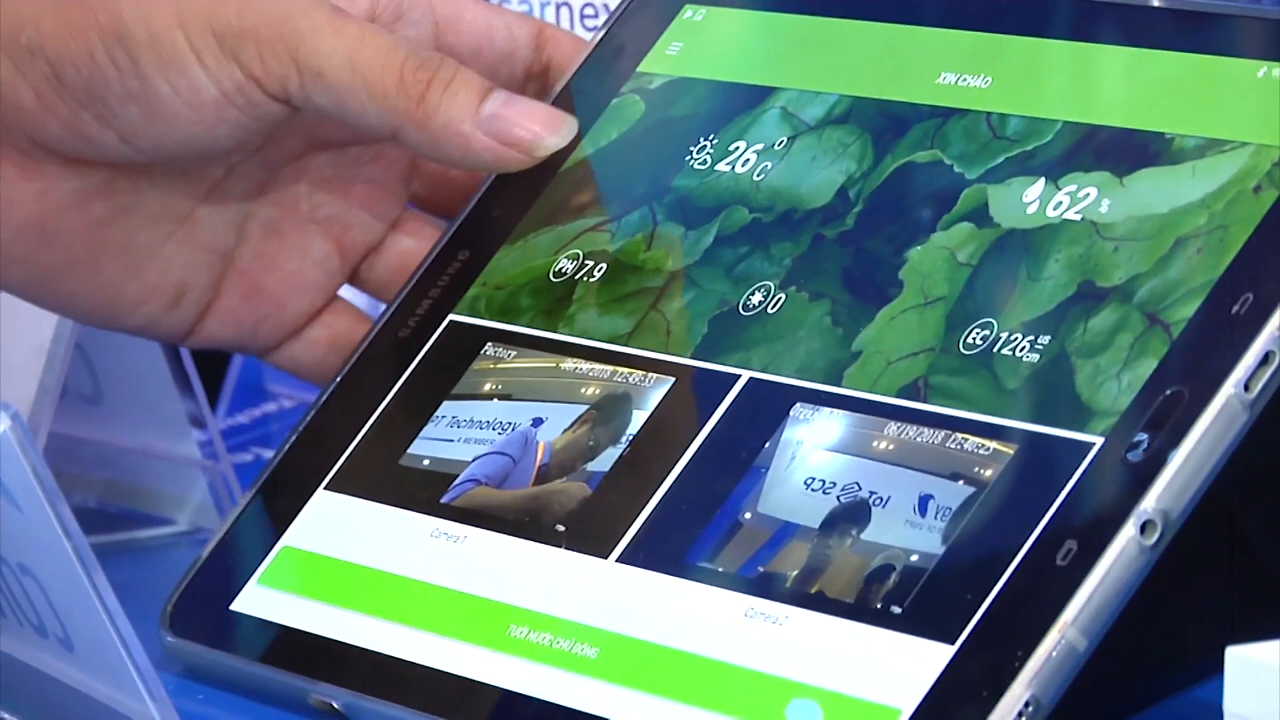 XIN CHÀO
26°C
62 %
PH 7.9
0
EC 126 us/cm
SAMSUNG
Factory
06/19/2018 12:49:33
PT Technology
A MEMBER
06/19/2018 12:40:23
IoT SCP
Camera 1
Camera 2
TƯỚI NƯỚC CHỦ ĐỘNG